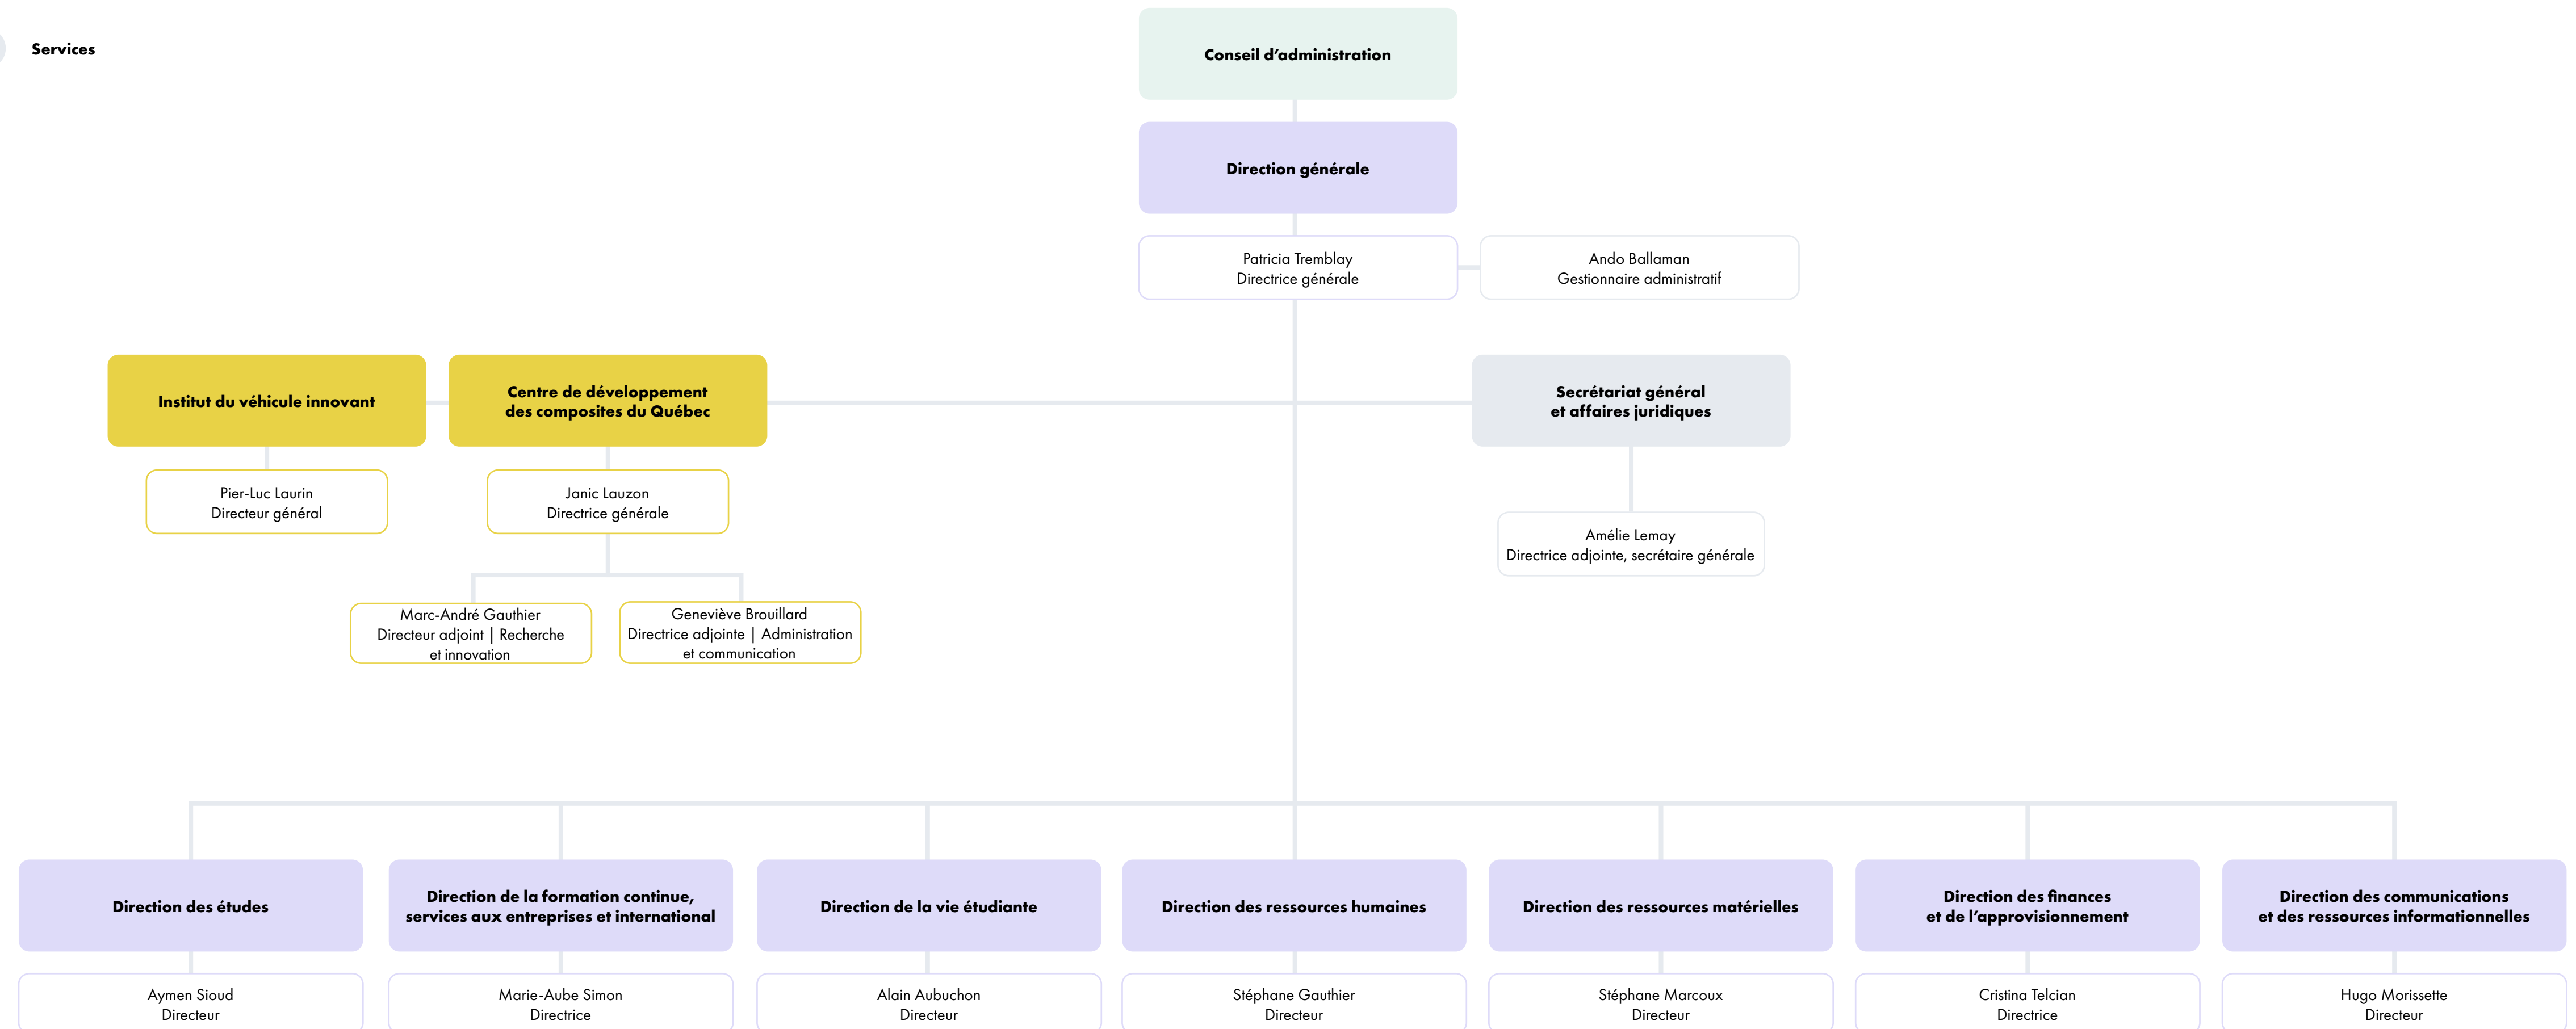 Services
Conseil d’administration
Direction générale
Patricia Tremblay
Directrice générale
Ando Ballaman
Gestionnaire administratif
Institut du véhicule innovant
Centre de développement
des composites du Québec
Secrétariat général
et affaires juridiques
Pier-Luc Laurin
Directeur général
Janic Lauzon
Directrice générale
Amélie Lemay
Directrice adjointe, secrétaire générale
Marc-André Gauthier
Directeur adjoint | Recherche
et innovation
Geneviève Brouillard
Directrice adjointe | Administration
et communication
Direction des études
Direction de la formation continue,
services aux entreprises et international
Direction de la vie étudiante
Direction des ressources humaines
Direction des ressources matérielles
Direction des finances
et de l’approvisionnement
Direction des communications
et des ressources informationnelles
Aymen Sioud
Directeur
Marie-Aube Simon
Directrice
Alain Aubuchon
Directeur
Stéphane Gauthier
Directeur
Stéphane Marcoux
Directeur
Cristina Telcian
Directrice
Hugo Morissette
Directeur